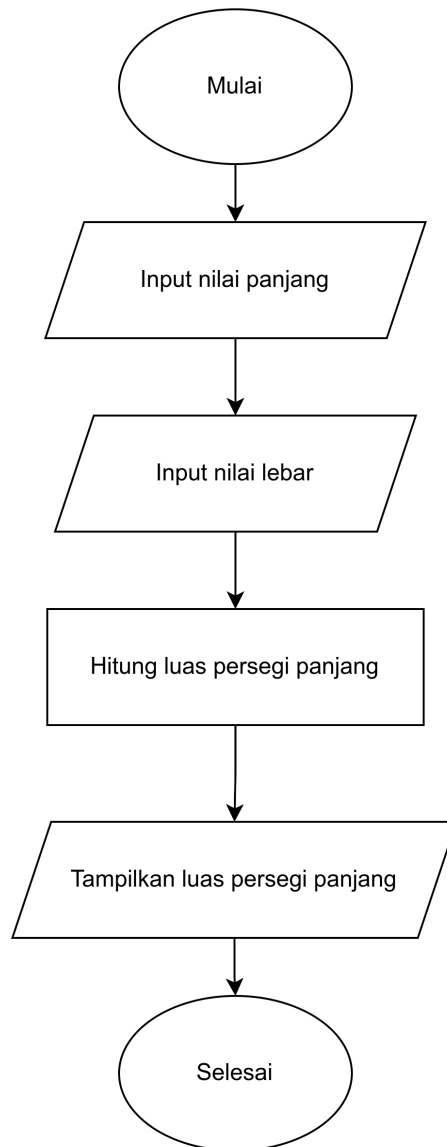 Mulai
Input nilai panjang
Input nilai lebar
Hitung luas persegi panjang
Tampilkan luas persegi panjang
Selesai